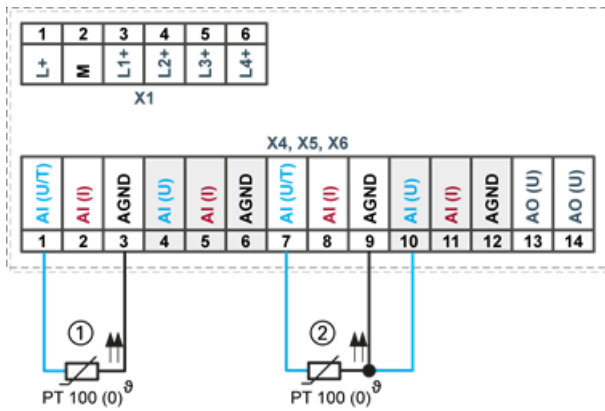 1 2 3 4 5 6
L+ M L1+ L2+ L3+ L4+
X1
X4, X5, X6
AI (U/T) AI (I) AGND AI (U) AI (I) AGND AI (U/T) AI (I) AGND AI (U) AI (I) AGND AO (U) AO (U)
1 2 3 4 5 6 7 8 9 10 11 12 13 14
1 2
PT 100 (0) ϑ PT 100 (0) ϑ